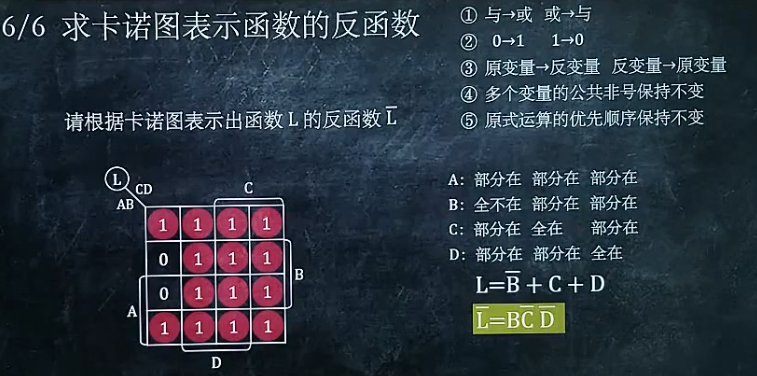 6/6 求卡诺图表示函数的反函数
① 与→或 或→与
② 0→1 1→0
③ 原变量→反变量 反变量→原变量
④ 多个变量的公共非号保持不变
⑤ 原式运算的优先顺序保持不变
请根据卡诺图表示出函数 L 的反函数 L̅
L
CD
AB
C
1 1 1 1
0 1 1 1
B
0 1 1 1
A
1 1 1 1
D
A: 部分在 部分在 部分在
B: 全不在 部分在 部分在
C: 部分在 全在 部分在
D: 部分在 部分在 全在
L=B̅+C+D
L̅=BC̅ D̅